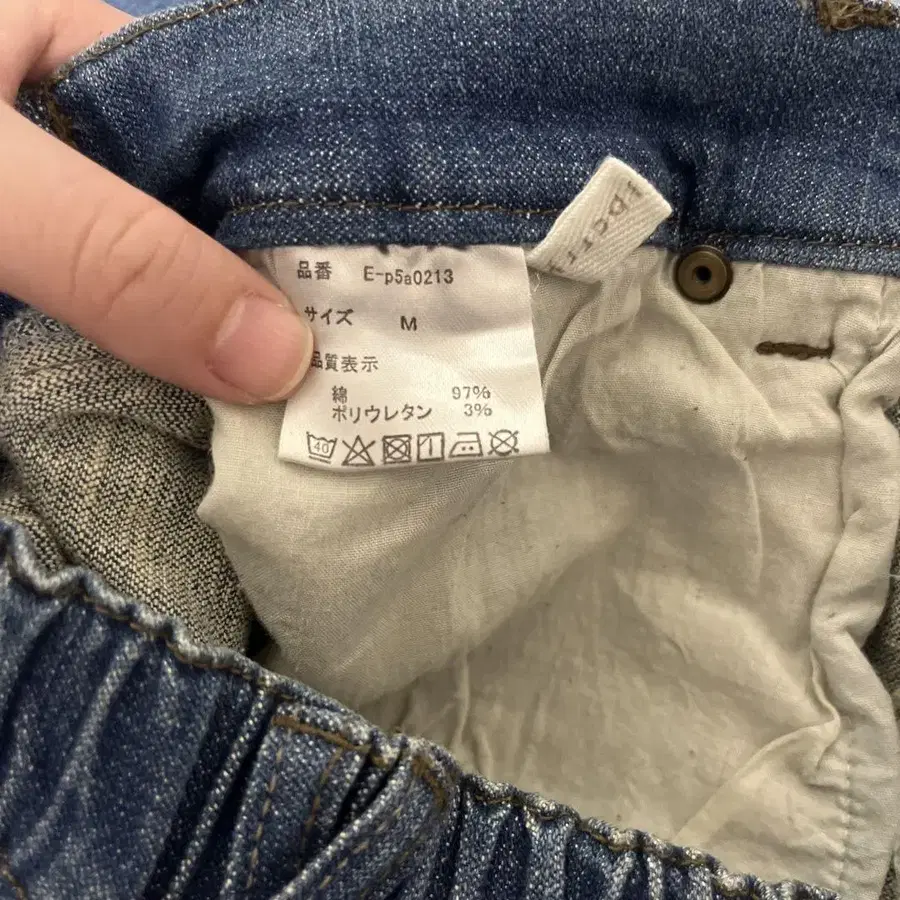 品番 E-p5a0213
サイズ M
品質表示
綿 97%
ポリウレタン 3%
40